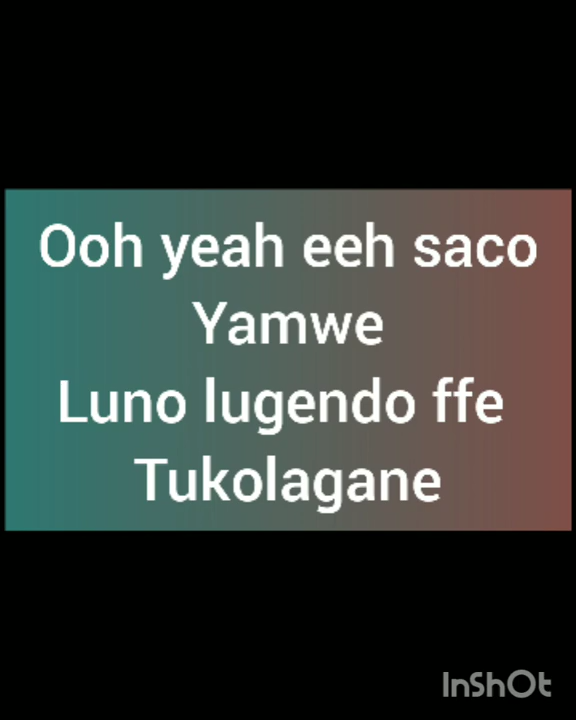 Ooh yeah eeh saco
Yamwe
Luno lugendo ffe
Tukolagane
InShOt